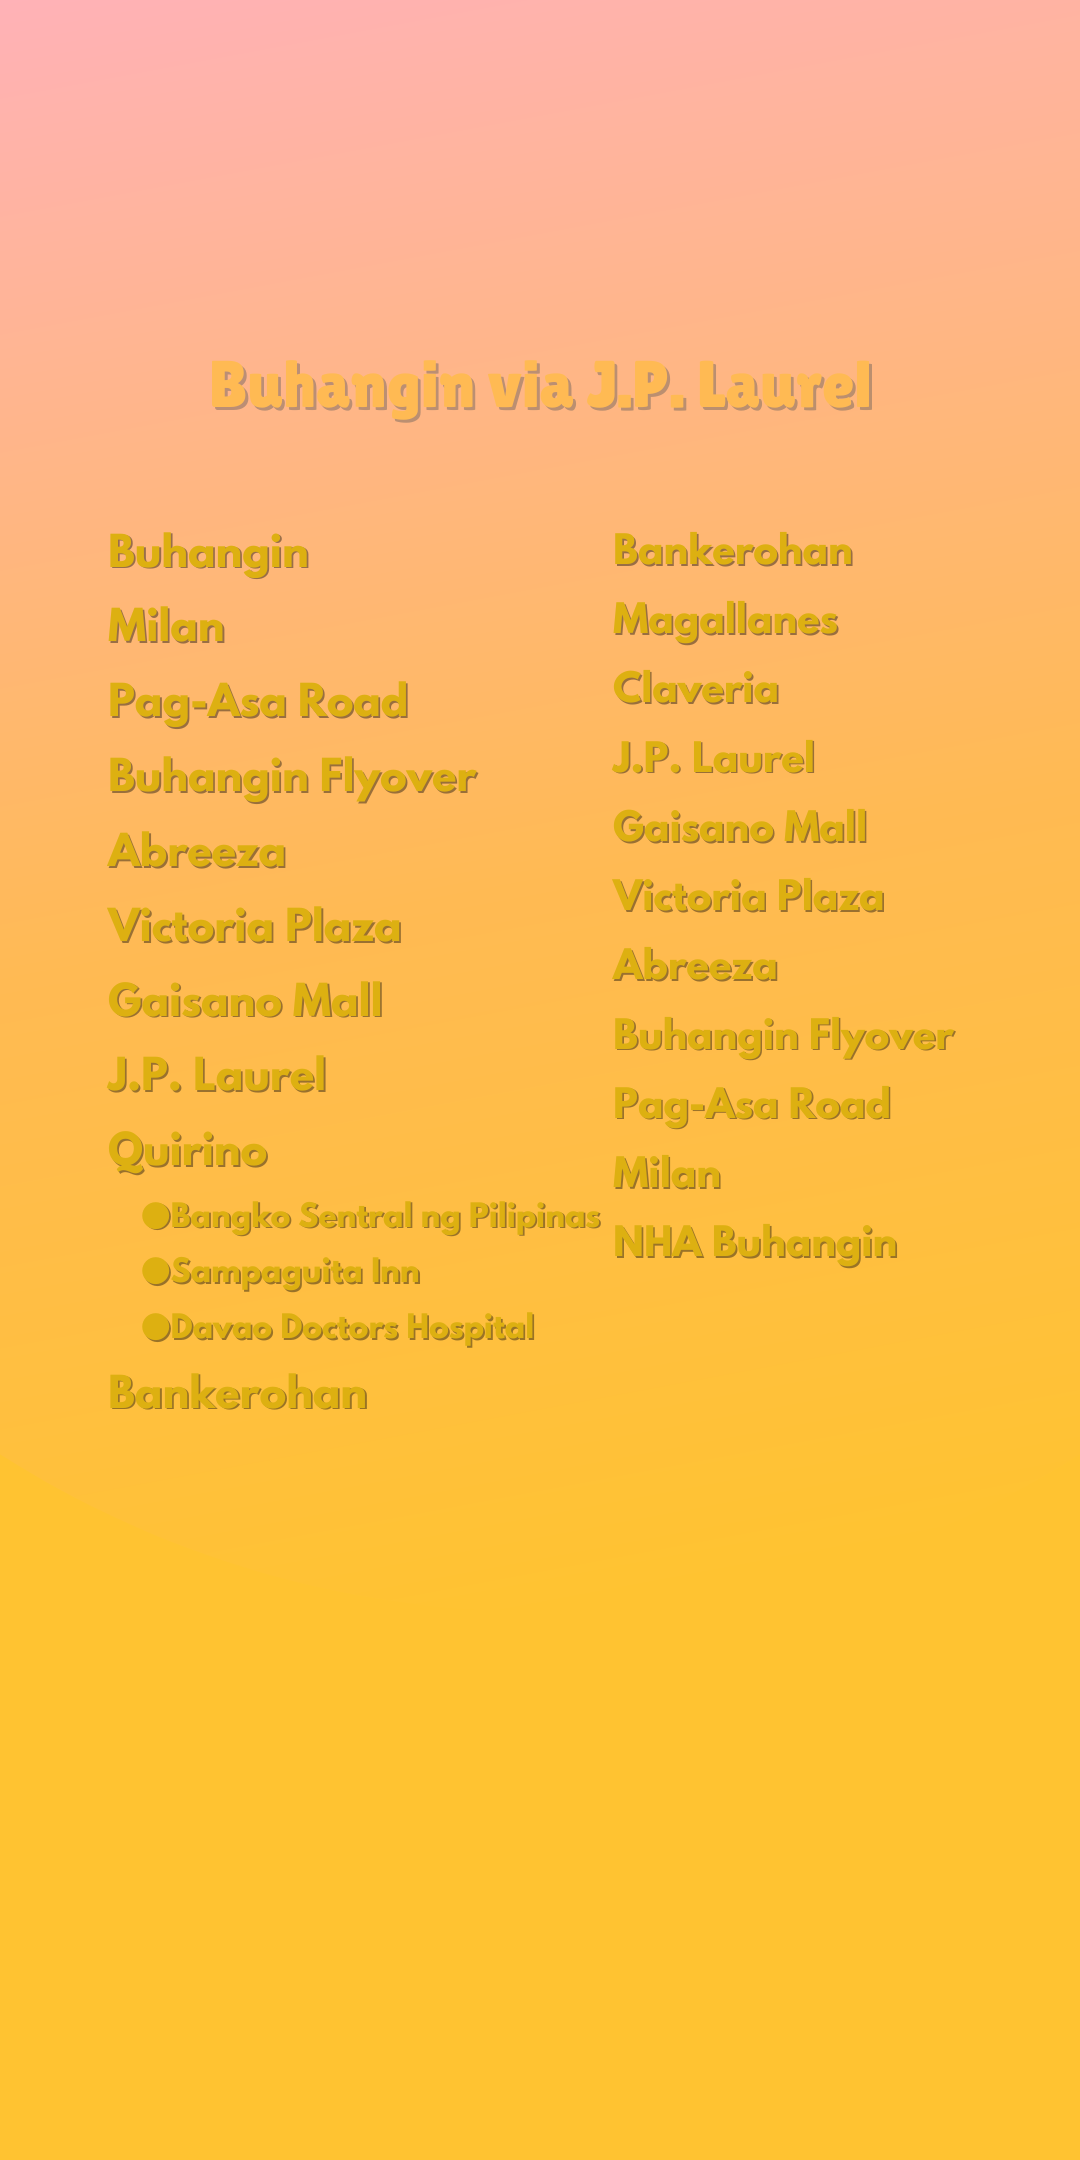 Buhangin via J.P. Laurel
Buhangin
Milan
Pag-Asa Road
Buhangin Flyover
Abreeza
Victoria Plaza
Gaisano Mall
J.P. Laurel
Quirino
●Bangko Sentral ng Pilipinas
●Sampaguita Inn
●Davao Doctors Hospital
Bankerohan
Bankerohan
Magallanes
Claveria
J.P. Laurel
Gaisano Mall
Victoria Plaza
Abreeza
Buhangin Flyover
Pag-Asa Road
Milan
NHA Buhangin